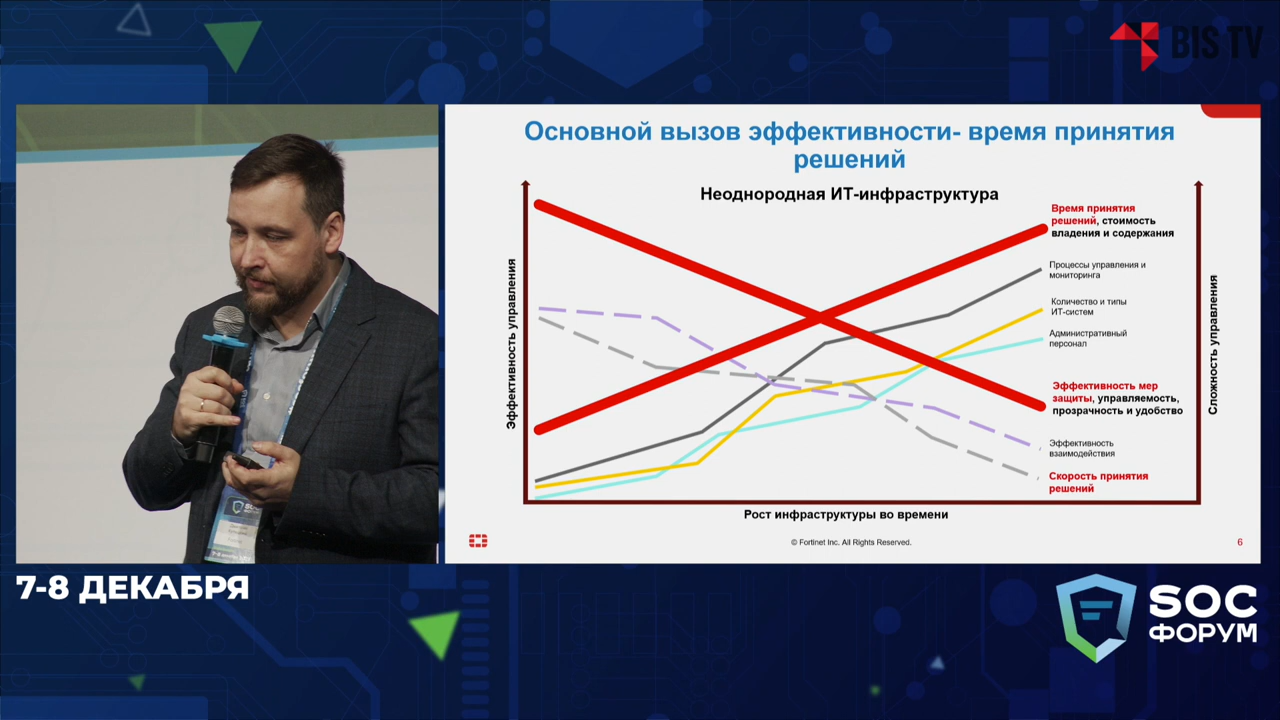 BIS TV
Основной вызов эффективности- время принятия
решений
Неоднородная ИТ-инфраструктура
Эффективность управления
Время принятия
решений, стоимость
владения и содержания
Процессы управления и
мониторинга
Количество и типы
ИТ-систем
Административный
персонал
Эффективность мер
защиты, управляемость,
прозрачность и удобство
Эффективность
взаимодействия
Скорость принятия
решений
Сложность управления
Рост инфраструктуры во времени
© Fortinet Inc. All Rights Reserved.
6
SOC
ФОРУМ
7-8 ДЕКАБРЯ
SOC
ФОРУМ